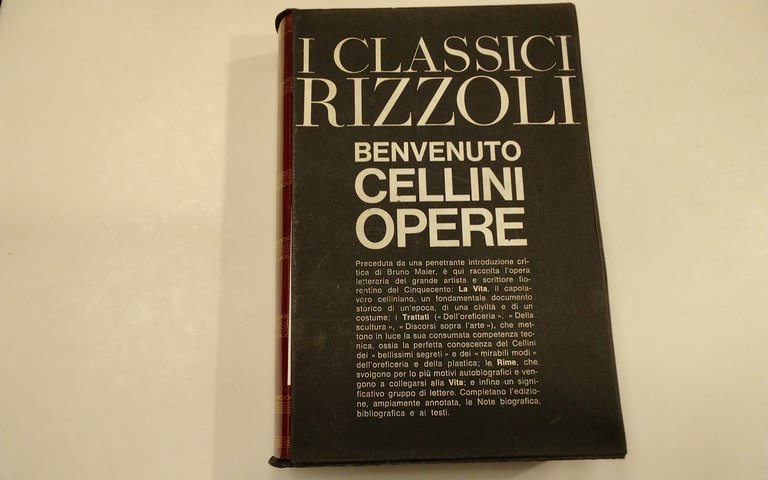 I CLASSICI
RIZZOLI
BENVENUTO
CELLINI
OPERE
Preceduta da una penetrante introduzione cri-
tica di Bruno Maier, è qui raccolta l'opera
letteraria del grande artista e scrittore fio-
rentino del Cinquecento: La Vita, il capola-
voro celliniano, un fondamentale documento
storico di un'epoca, di una civiltà e di un
costume; i Trattati (« Dell'oreficeria », « Della
scultura », « Discorsi sopra l'arte »), che met-
tono in luce la sua consumata competenza tec-
nica, ossia la perfetta conoscenza del Cellini
dei « bellissimi segreti » e dei « mirabili modi »
dell'oreficeria e della plastica; le Rime, che
svolgono per lo più motivi autobiografici e ven-
gono a collegarsi alla Vita; e infine un signi-
ficativo gruppo di lettere. Completano l'edizio-
ne, ampiamente annotata, le Note biografica,
bibliografica e ai testi.